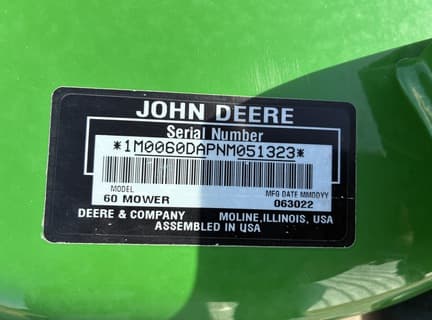 JOHN DEERE
Serial Number
*1M0060DAPNM051323*
MODEL MFG DATE MMDDYY
60 MOWER 063022
DEERE & COMPANY MOLINE, ILLINOIS, USA
ASSEMBLED IN USA